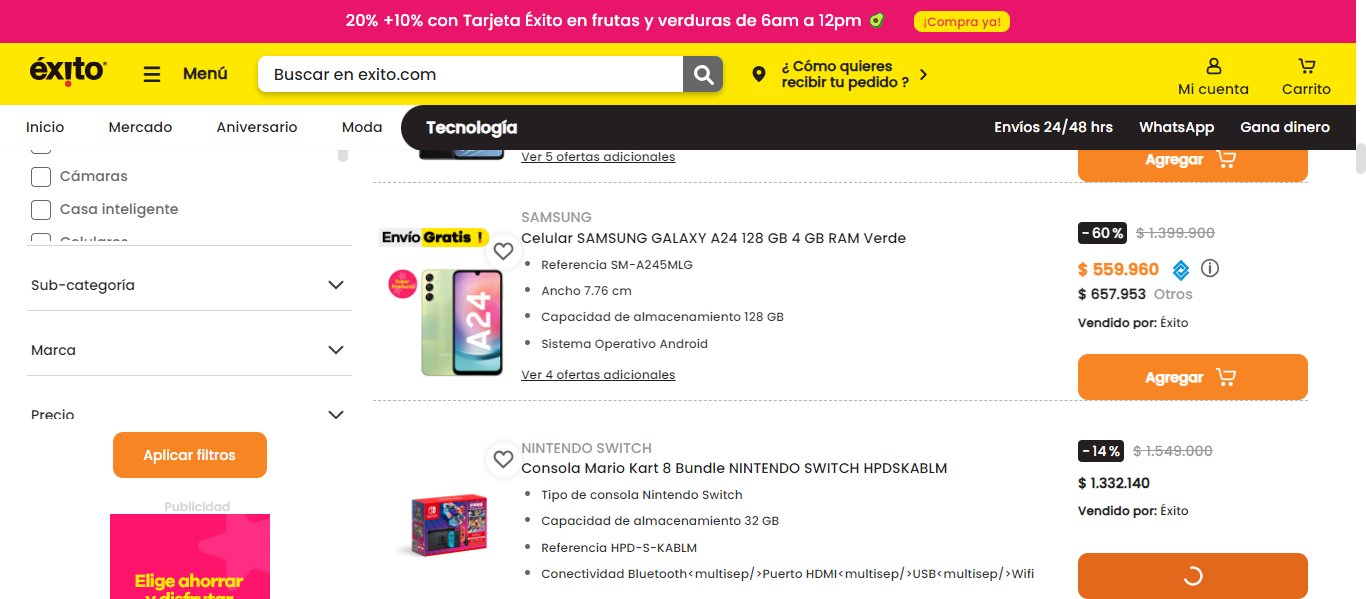 20% +10% con Tarjeta Éxito en frutas y verduras de 6am a 12pm
¡Compra ya!
éxito
Menú
Buscar en exito.com
¿ Cómo quieres
recibir tu pedido ?
Mi cuenta
Carrito
Inicio
Mercado
Aniversario
Moda
Tecnología
Envíos 24/48 hrs
WhatsApp
Gana dinero
Cámaras
Casa inteligente
Celulares
Sub-categoría
Marca
Precio
Aplicar filtros
Publicidad
Elige ahorrar
y disfrutar
Ver 5 ofertas adicionales
Agregar
Envío Gratis !
Super
Producto
A24
SAMSUNG
Celular SAMSUNG GALAXY A24 128 GB 4 GB RAM Verde
Referencia SM-A245MLG
Ancho 7.76 cm
Capacidad de almacenamiento 128 GB
Sistema Operativo Android
Ver 4 ofertas adicionales
- 60 %
$ 1.399.900
$ 559.960
$ 657.953 Otros
Vendido por: Éxito
Agregar
NINTENDO SWITCH
Consola Mario Kart 8 Bundle NINTENDO SWITCH HPDSKABLM
Tipo de consola Nintendo Switch
Capacidad de almacenamiento 32 GB
Referencia HPD-S-KABLM
Conectividad Bluetooth<multisep/>Puerto HDMI<multisep/>USB<multisep/>Wifi
- 14 %
$ 1.549.000
$ 1.332.140
Vendido por: Éxito